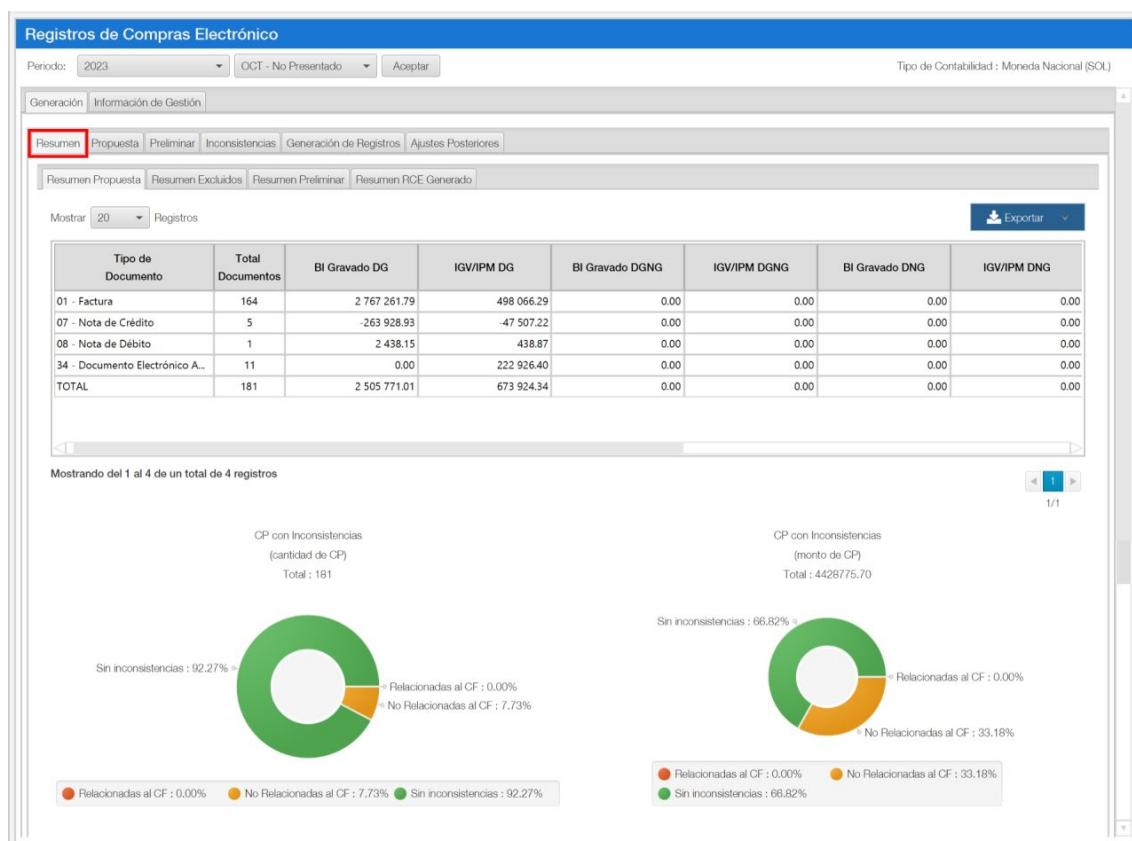 Registros de Compras Electrónico
Periodo: 2023 OCT - No Presentado Aceptar Tipo de Contabilidad : Moneda Nacional (SOL)
Generación Información de Gestión
Resumen Propuesta Preliminar Inconsistencias Generación de Registros Ajustes Posteriores
Resumen Propuesta Resumen Excluidos Resumen Preliminar Resumen RCE Generado
Mostrar 20 Registros Exportar
Tipo de Documento Total Documentos BI Gravado DG IGV/IPM DG BI Gravado DGNG IGV/IPM DGNG BI Gravado DNG IGV/IPM DNG
01 - Factura 164 2 767 261.79 498 066.29 0.00 0.00 0.00 0.00
07 - Nota de Crédito 5 -263 928.93 -47 507.22 0.00 0.00 0.00 0.00
08 - Nota de Débito 1 2 438.15 438.87 0.00 0.00 0.00 0.00
34 - Documento Electrónico A... 11 0.00 222 926.40 0.00 0.00 0.00 0.00
TOTAL 181 2 505 771.01 673 924.34 0.00 0.00 0.00 0.00
Mostrando del 1 al 4 de un total de 4 registros
1
1/1
CP con Inconsistencias
(cantidad de CP)
Total : 181
Sin inconsistencias : 92.27%
Relacionadas al CF : 0.00%
No Relacionadas al CF : 7.73%
Relacionadas al CF : 0.00% No Relacionadas al CF : 7.73% Sin inconsistencias : 92.27%
CP con Inconsistencias
(monto de CP)
Total : 4428775.70
Sin inconsistencias : 66.82%
Relacionadas al CF : 0.00%
No Relacionadas al CF : 33.18%
Relacionadas al CF : 0.00% No Relacionadas al CF : 33.18%
Sin inconsistencias : 66.82%